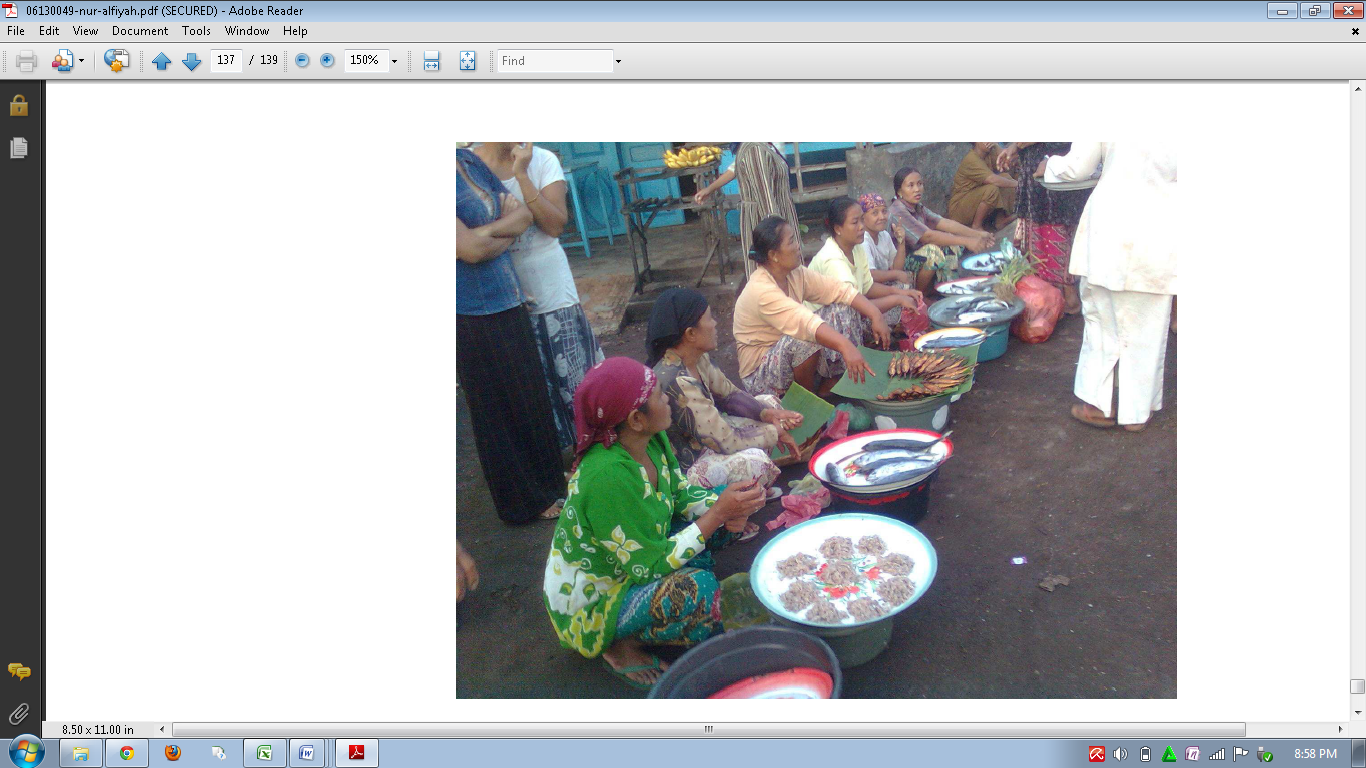 06130049-nur-alfiyah.pdf (SECURED) - Adobe Reader
File Edit View Document Tools Window Help
137 / 139 150% Find
8.50 x 11.00 in
8:58 PM